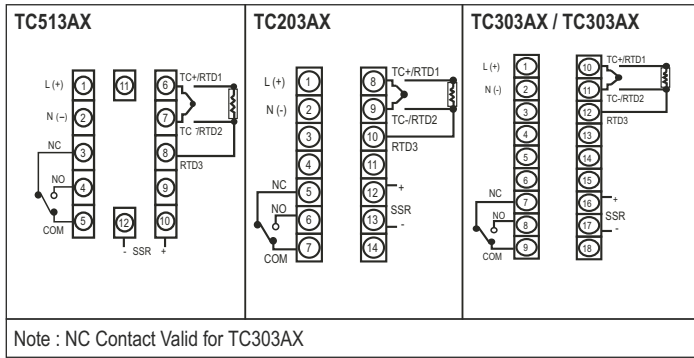 TC513AX
L (+) 1 11 6 TC+/RTD1
N (–) 2 7 TC-/RTD2
NC 3 8 RTD3
NO 4 9
COM 5 12 10
- SSR +
TC203AX
L (+) 1 8 TC+/RTD1
N (-) 2 9 TC-/RTD2
3 10 RTD3
4 11
NC 5 12 +
NO 6 13 SSR -
COM 7 14
TC303AX / TC303AX
L (+) 1 10 TC+/RTD1
N (-) 2 11 TC-/RTD2
3 12 RTD3
4 13
5 14
6 15
NC 7 16 +
NO 8 17 SSR -
COM 9 18
Note : NC Contact Valid for TC303AX